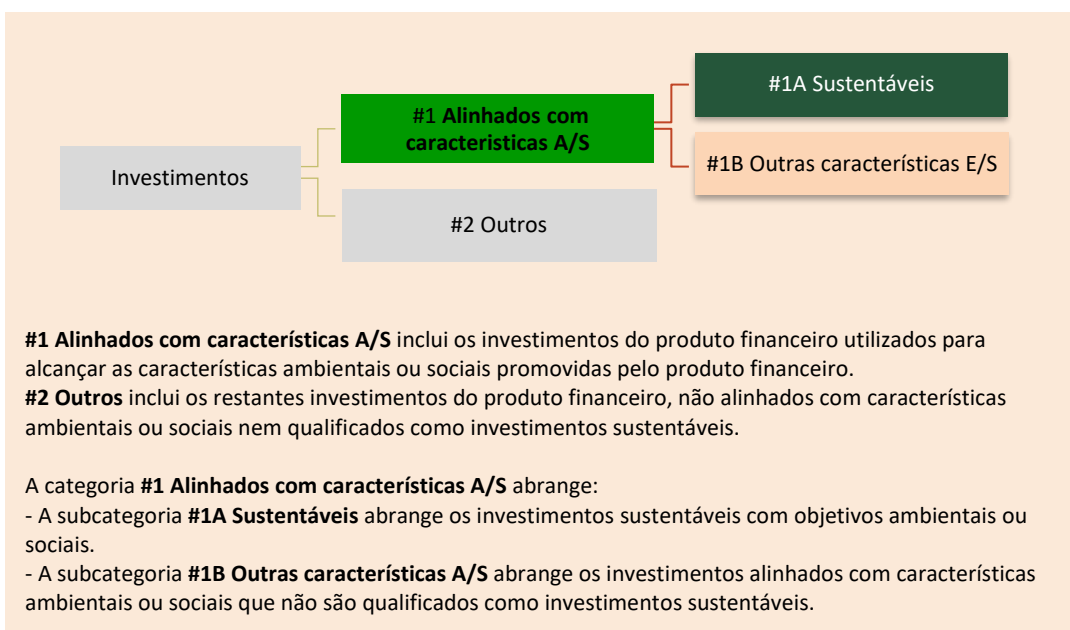 #1A Sustentáveis
#1 Alinhados com
caracteristicas A/S
#1B Outras características E/S
Investimentos
#2 Outros
#1 Alinhados com características A/S inclui os investimentos do produto financeiro utilizados para
alcançar as características ambientais ou sociais promovidas pelo produto financeiro.
#2 Outros inclui os restantes investimentos do produto financeiro, não alinhados com características
ambientais ou sociais nem qualificados como investimentos sustentáveis.
A categoria #1 Alinhados com características A/S abrange:
- A subcategoria #1A Sustentáveis abrange os investimentos sustentáveis com objetivos ambientais ou
sociais.
- A subcategoria #1B Outras características A/S abrange os investimentos alinhados com características
ambientais ou sociais que não são qualificados como investimentos sustentáveis.